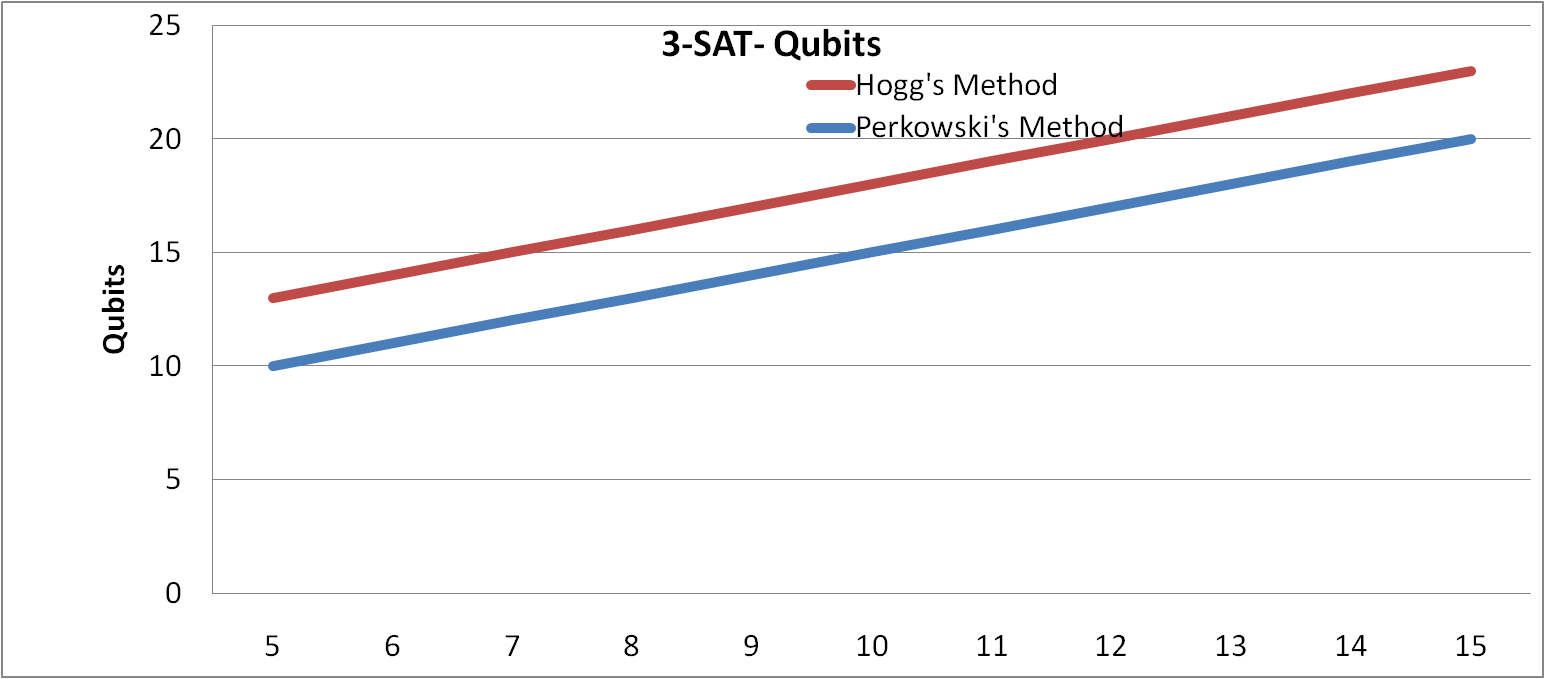 3-SAT- Qubits
Hogg's Method
Perkowski's Method
Qubits
25
20
15
10
5
0
5 6 7 8 9 10 11 12 13 14 15